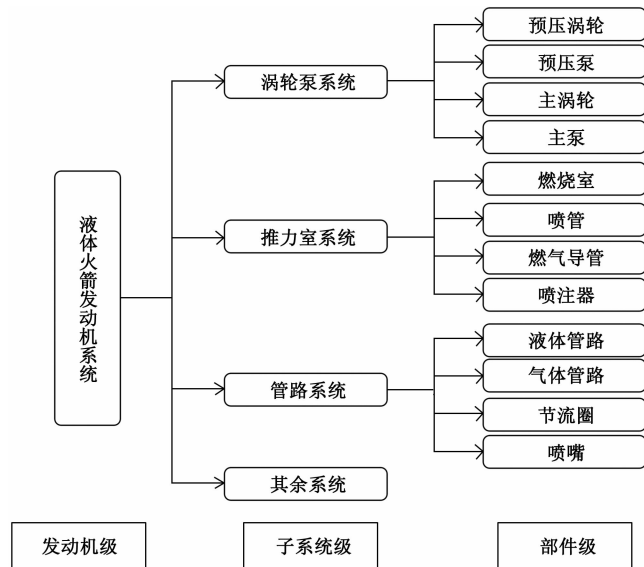 液体火箭发动机系统
涡轮泵系统
预压涡轮
预压泵
主涡轮
主泵
推力室系统
燃烧室
喷管
燃气导管
喷注器
管路系统
液体管路
气体管路
节流圈
喷嘴
其余系统
发动机级
子系统级
部件级